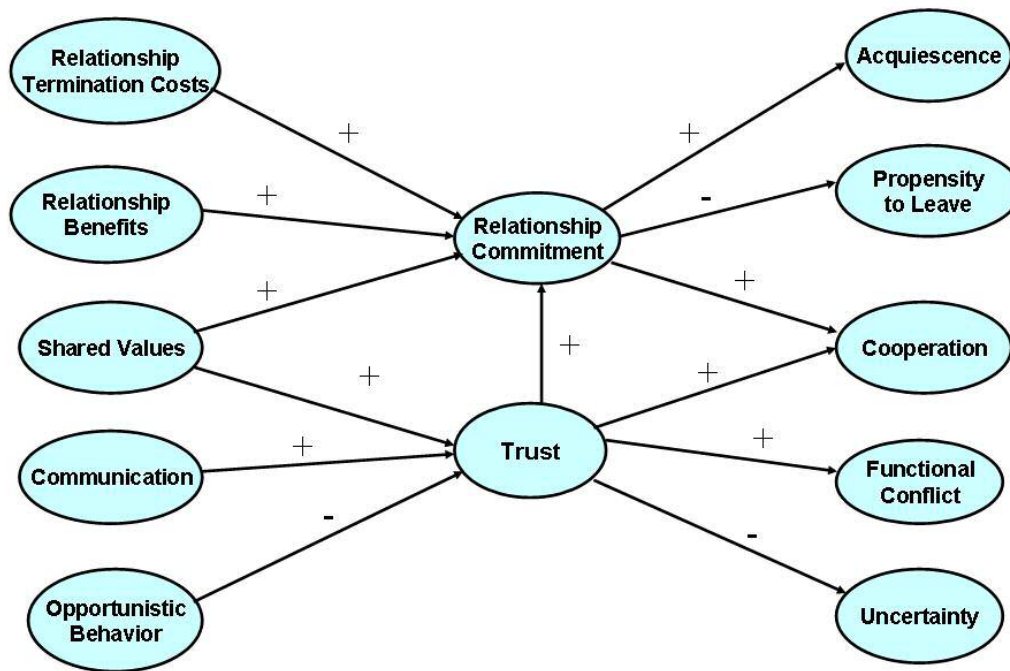 Relationship
Termination Costs
Acquiescence
+
+
Relationship
Benefits
+
-
Propensity
to Leave
Relationship
Commitment
+
+
Shared Values
+
+
+
Cooperation
Communication
+
Trust
+
Functional
Conflict
-
-
Opportunistic
Behavior
Uncertainty